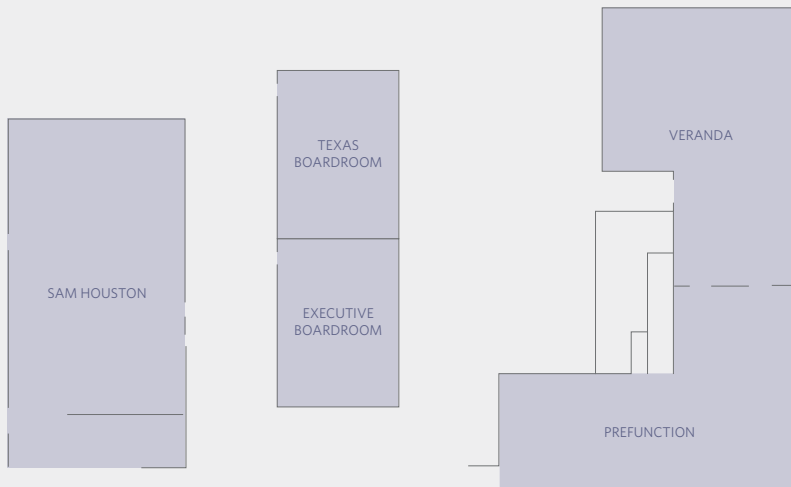 VERANDA
TEXAS
BOARDROOM
SAM HOUSTON
EXECUTIVE
BOARDROOM
PREFUNCTION